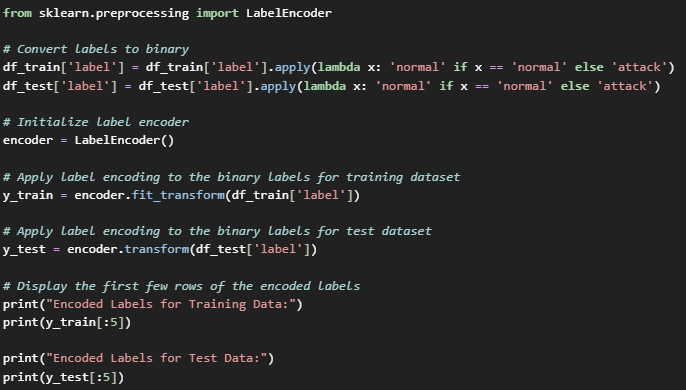 from sklearn.preprocessing import LabelEncoder
# Convert labels to binary
df_train['label'] = df_train['label'].apply(lambda x: 'normal' if x == 'normal' else 'attack')
df_test['label'] = df_test['label'].apply(lambda x: 'normal' if x == 'normal' else 'attack')
# Initialize label encoder
encoder = LabelEncoder()
# Apply label encoding to the binary labels for training dataset
y_train = encoder.fit_transform(df_train['label'])
# Apply label encoding to the binary labels for test dataset
y_test = encoder.transform(df_test['label'])
# Display the first few rows of the encoded labels
print("Encoded Labels for Training Data:")
print(y_train[:5])
print("Encoded Labels for Test Data:")
print(y_test[:5])